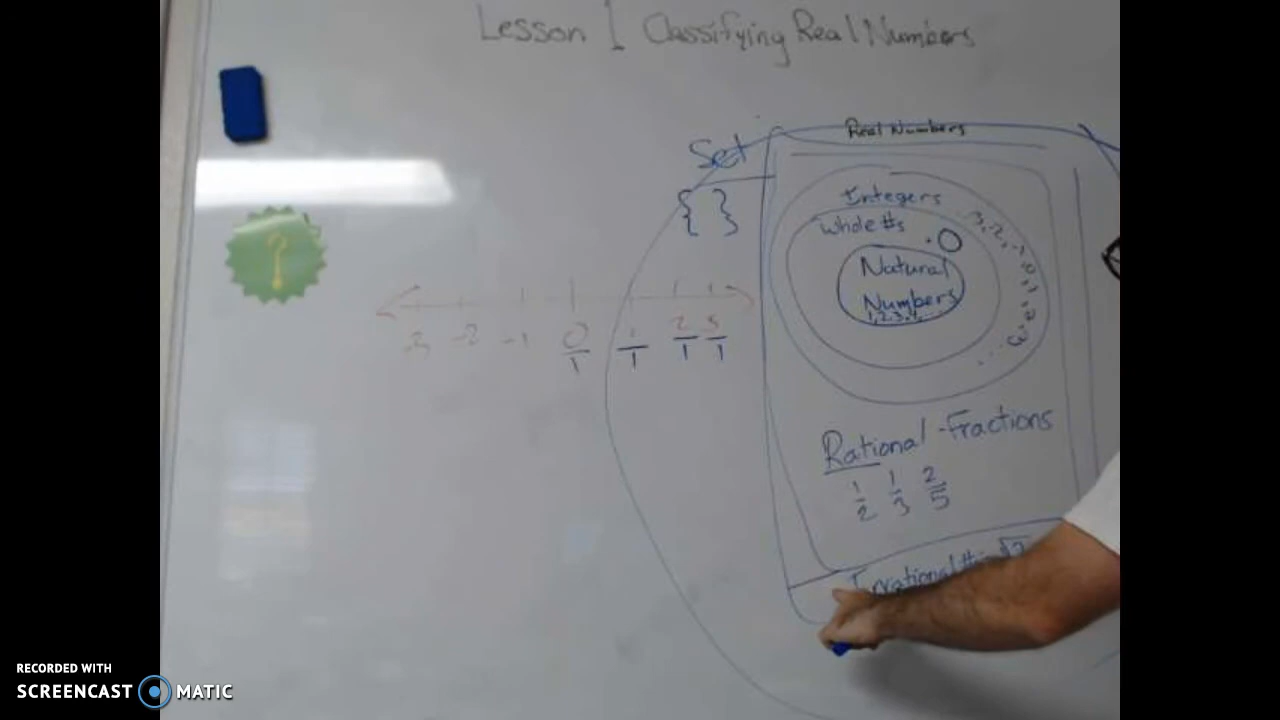 Lesson 1 Classifying Real Numbers
Real Numbers
Set
{ }
Integers
Whole #s
0
Natural
Numbers
1,2,3,4,...
-3 -2 -1 0/1 1/1 2/1 3/1
Rational - Fractions
1/2 1/3 2/5
Irrational
?
RECORDED WITH
SCREENCAST MATIC